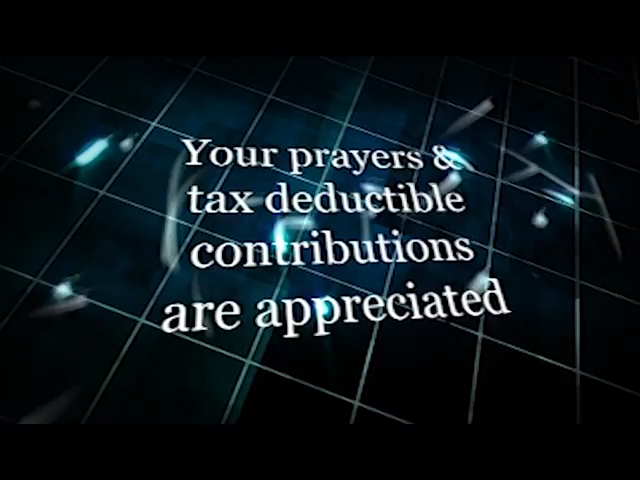 Your prayers &
tax deductible
contributions
are appreciated